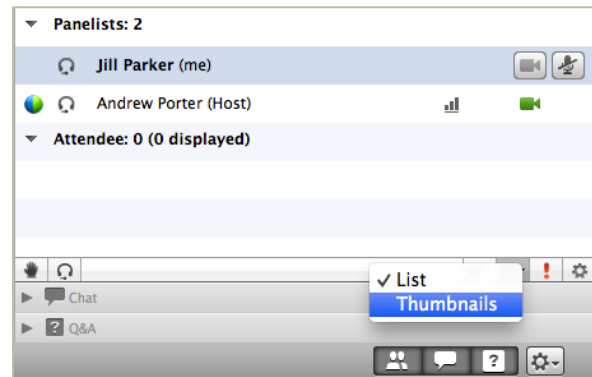 Panelists: 2
Jill Parker (me)
Andrew Porter (Host)
Attendee: 0 (0 displayed)
✓ List
Thumbnails
Chat
? Q&A
?